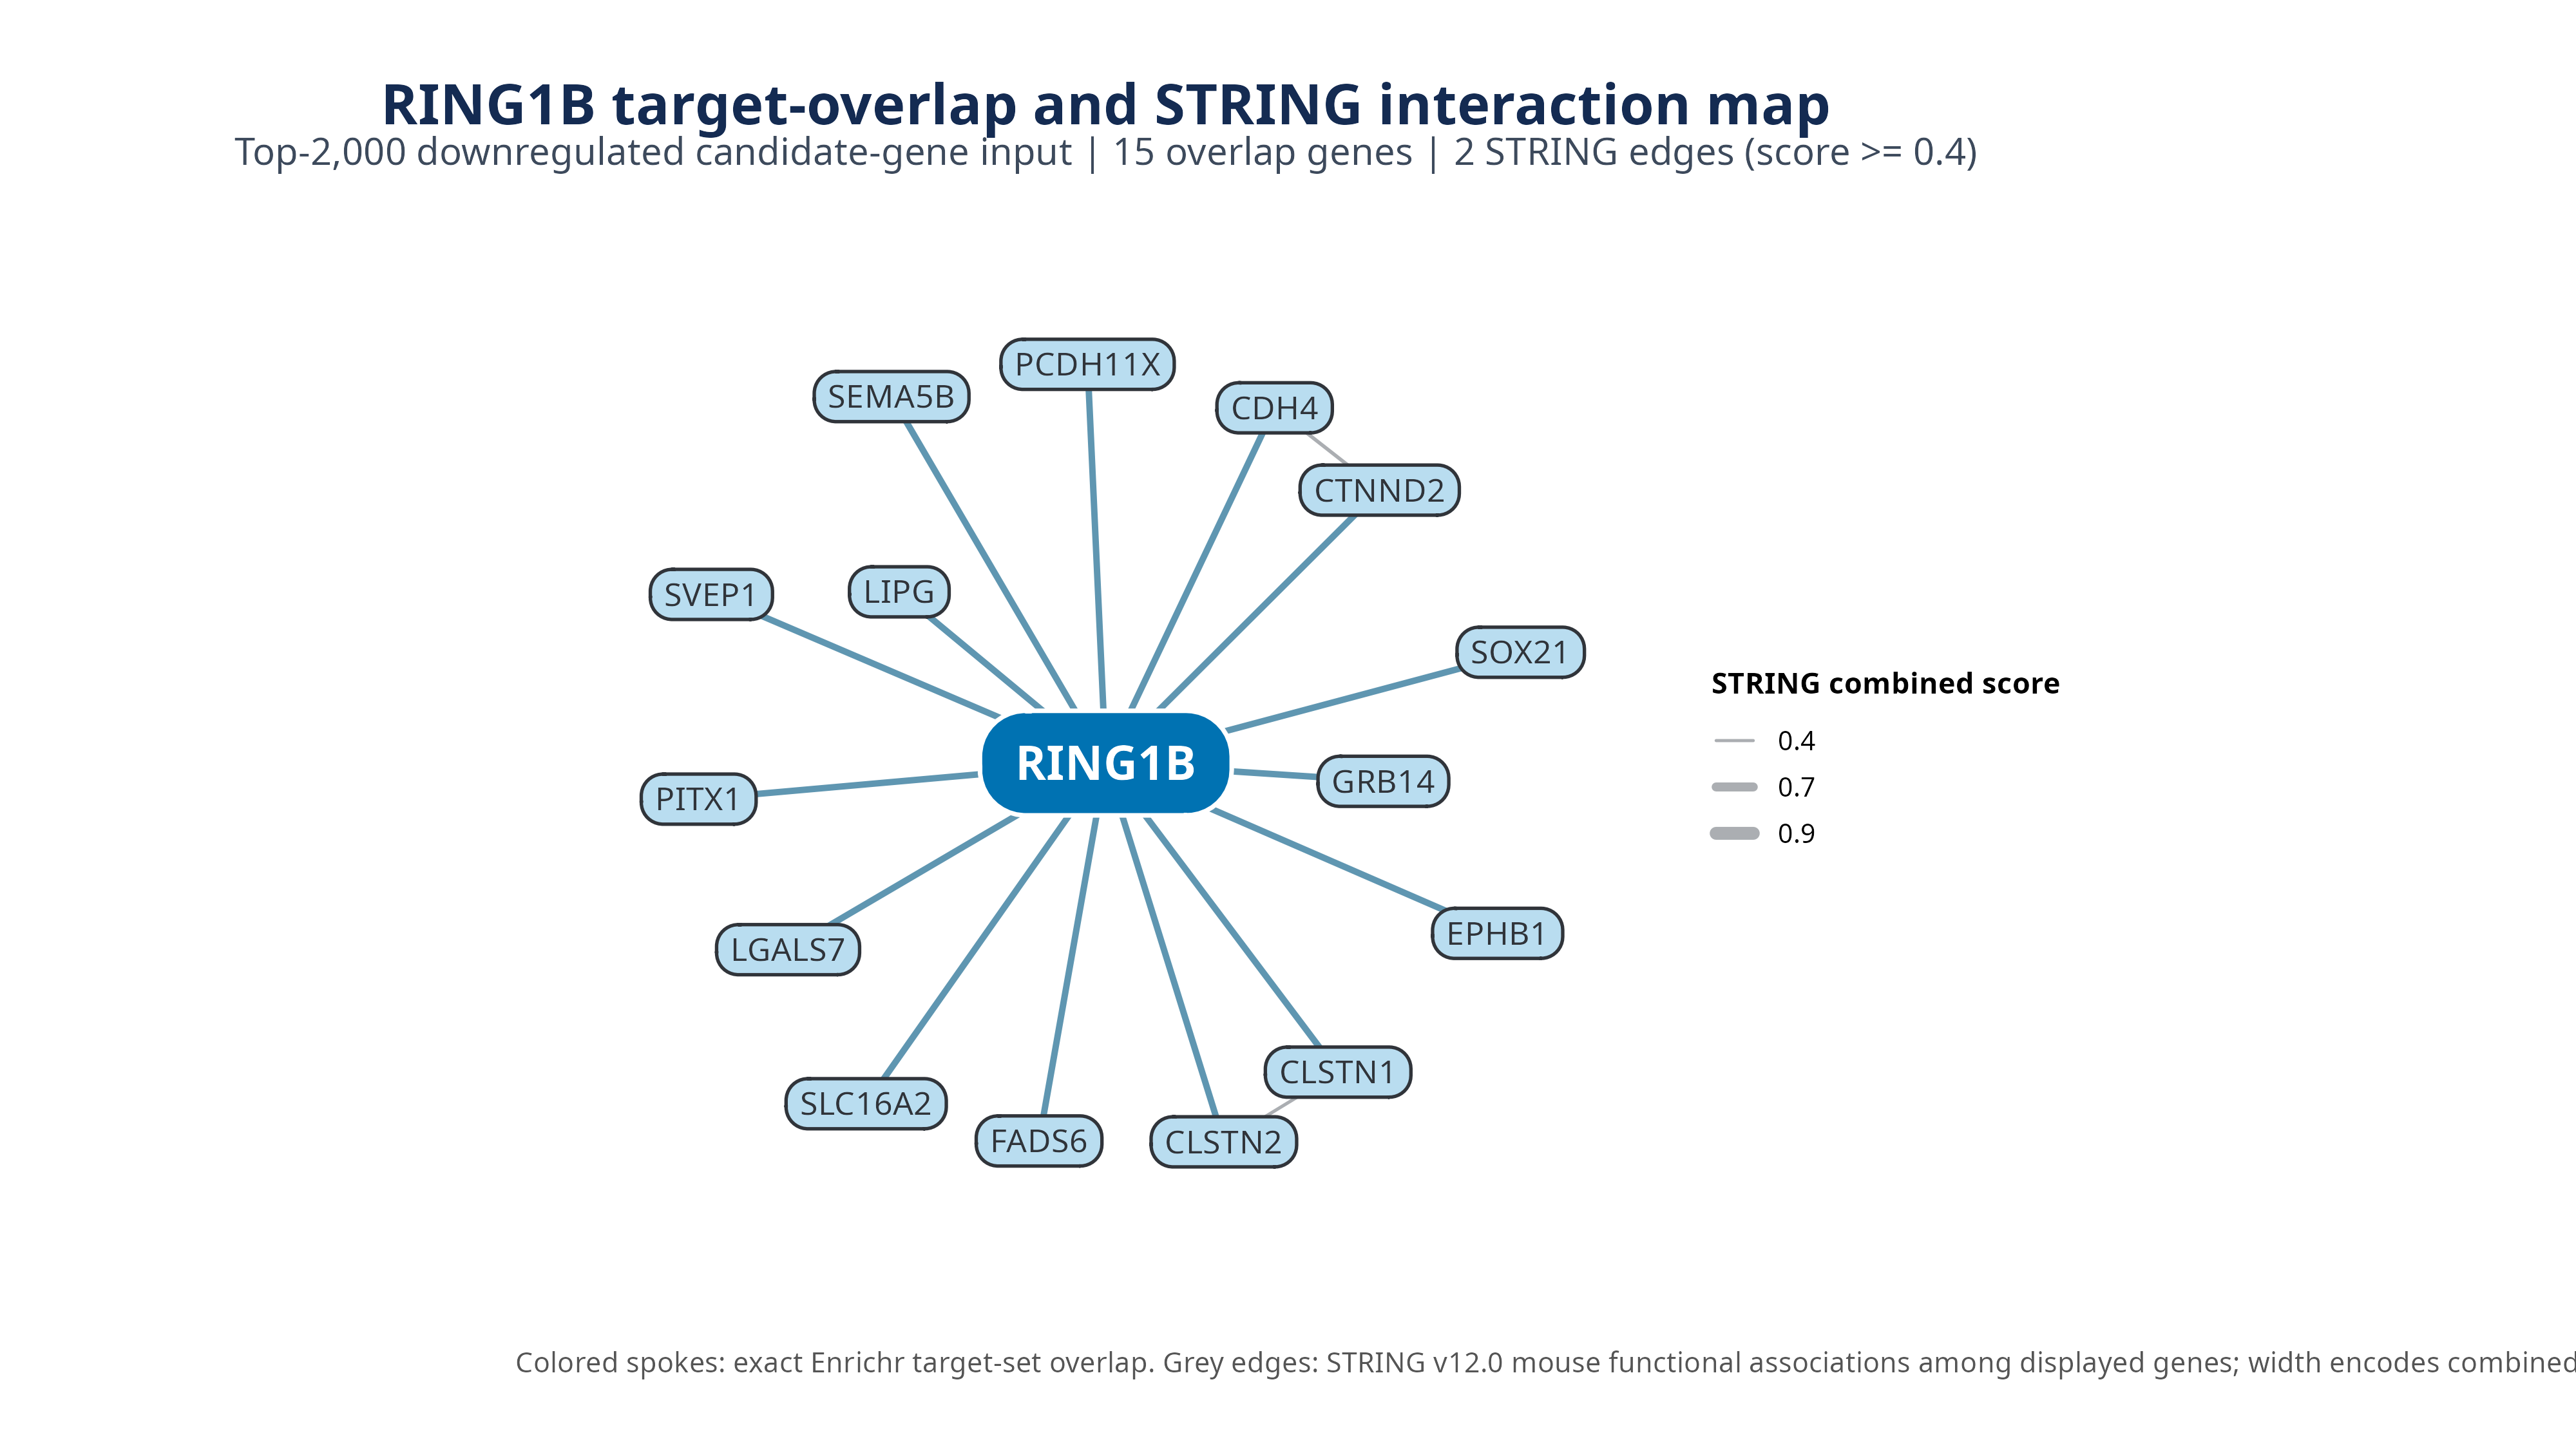 RING1B target-overlap and STRING interaction map
Top-2,000 downregulated candidate-gene input | 15 overlap genes | 2 STRING edges (score >= 0.4)
PCDH11X
SEMA5B
CDH4
CTNND2
LIPG
SVEP1
SOX21
STRING combined score
0.4
0.7
0.9
RING1B
GRB14
PITX1
EPHB1
LGALS7
CLSTN1
SLC16A2
FADS6
CLSTN2
Colored spokes: exact Enrichr target-set overlap. Grey edges: STRING v12.0 mouse functional associations among displayed genes; width encodes combined